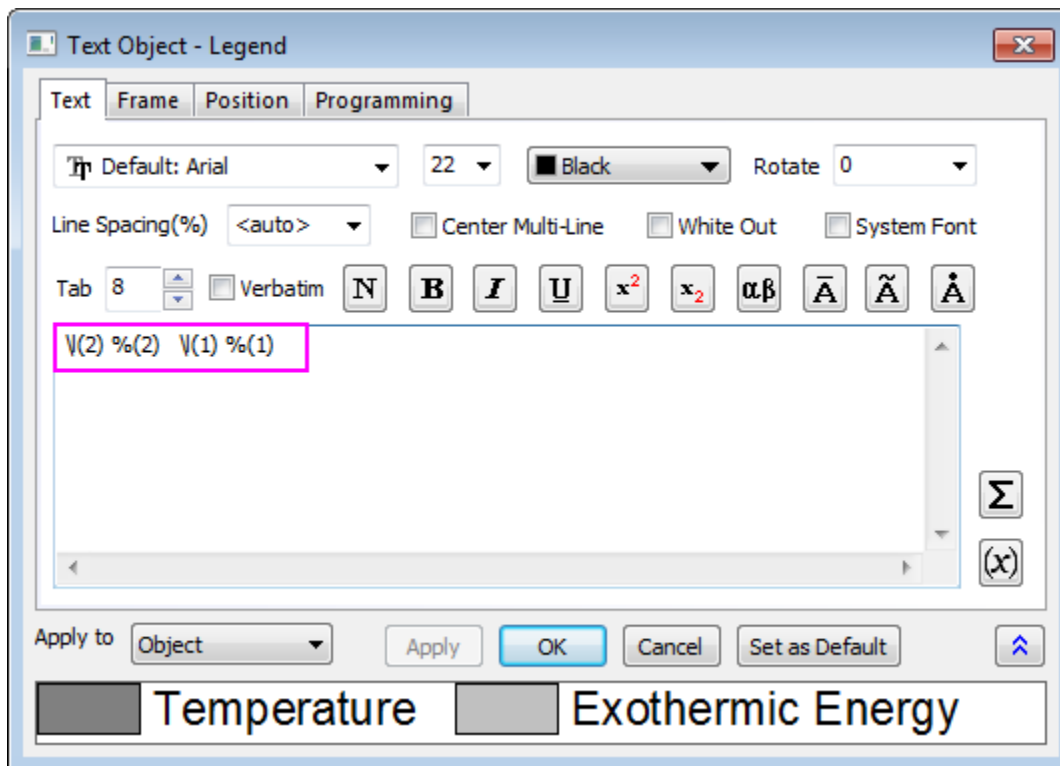 Text Object - Legend
Text Frame Position Programming
Default: Arial 22 Black Rotate 0
Line Spacing(%) <auto> Center Multi-Line White Out System Font
Tab 8 Verbatim N B I U x² x₂ αβ Ā Ã Å
\l(2) %(2) \l(1) %(1)
Σ
(x)
Apply to Object Apply OK Cancel Set as Default
Temperature Exothermic Energy